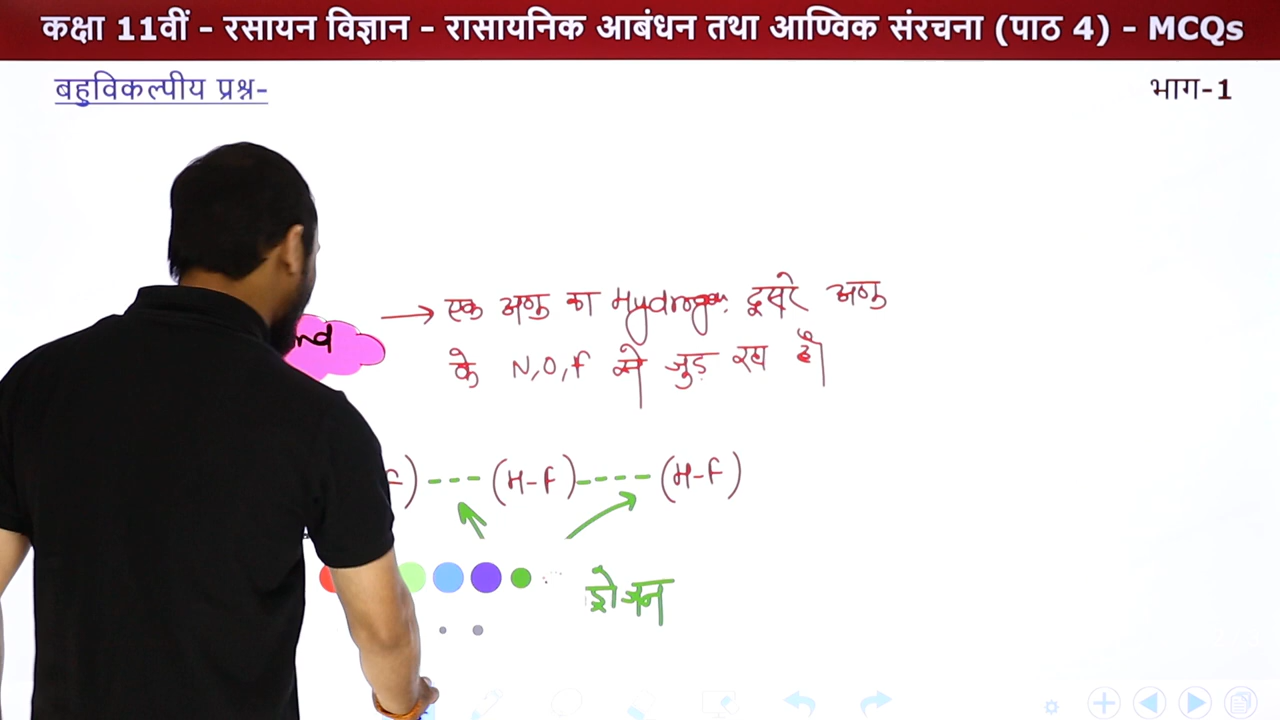 कक्षा 11वीं - रसायन विज्ञान - रासायनिक आबंधन तथा आण्विक संरचना (पाठ 4) - MCQs
बहुविकल्पीय प्रश्न-
भाग-1
→ एक अणु का Hydrogen दूसरे अणु
के N,O,F से जुड़ रहा है।
F) --- (H-F) ---- (H-F)